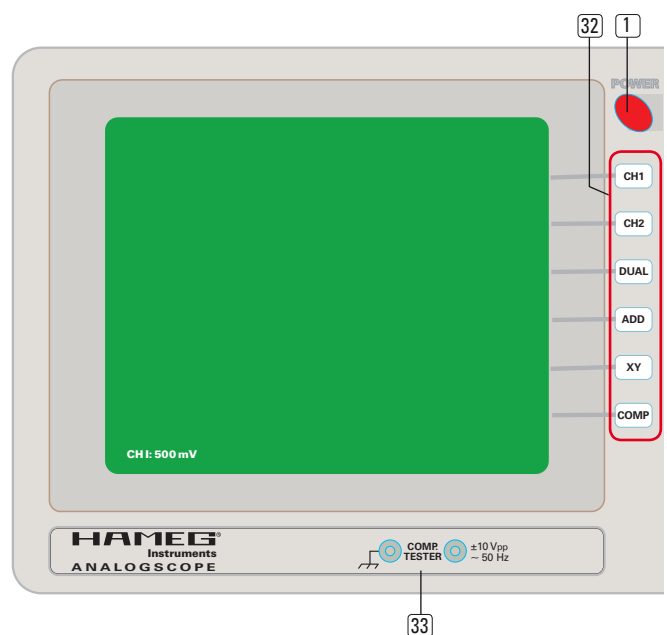 32 1
POWER
CH1
CH2
DUAL
ADD
XY
COMP
CH I: 500 mV
HAMEG®
Instruments
ANALOGSCOPE
COMP.
TESTER
±10 Vpp
~ 50 Hz
33